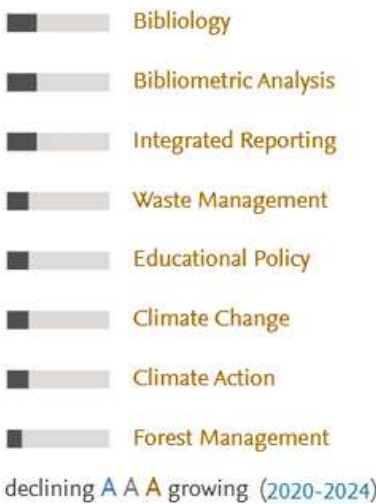 Bibliology
Bibliometric Analysis
Integrated Reporting
Waste Management
Educational Policy
Climate Change
Climate Action
Forest Management
declining A A A growing (2020-2024)